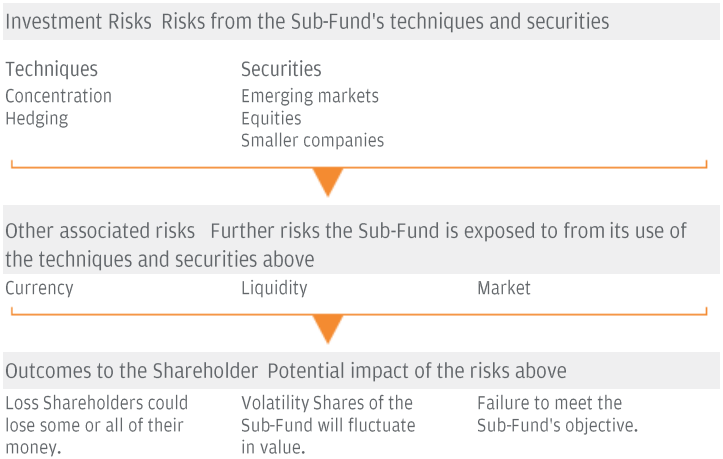 Investment Risks Risks from the Sub-Fund's techniques and securities
Techniques
Concentration
Hedging
Securities
Emerging markets
Equities
Smaller companies
Other associated risks Further risks the Sub-Fund is exposed to from its use of
the techniques and securities above
Currency
Liquidity
Market
Outcomes to the Shareholder Potential impact of the risks above
Loss Shareholders could
lose some or all of their
money.
Volatility Shares of the
Sub-Fund will fluctuate
in value.
Failure to meet the
Sub-Fund's objective.